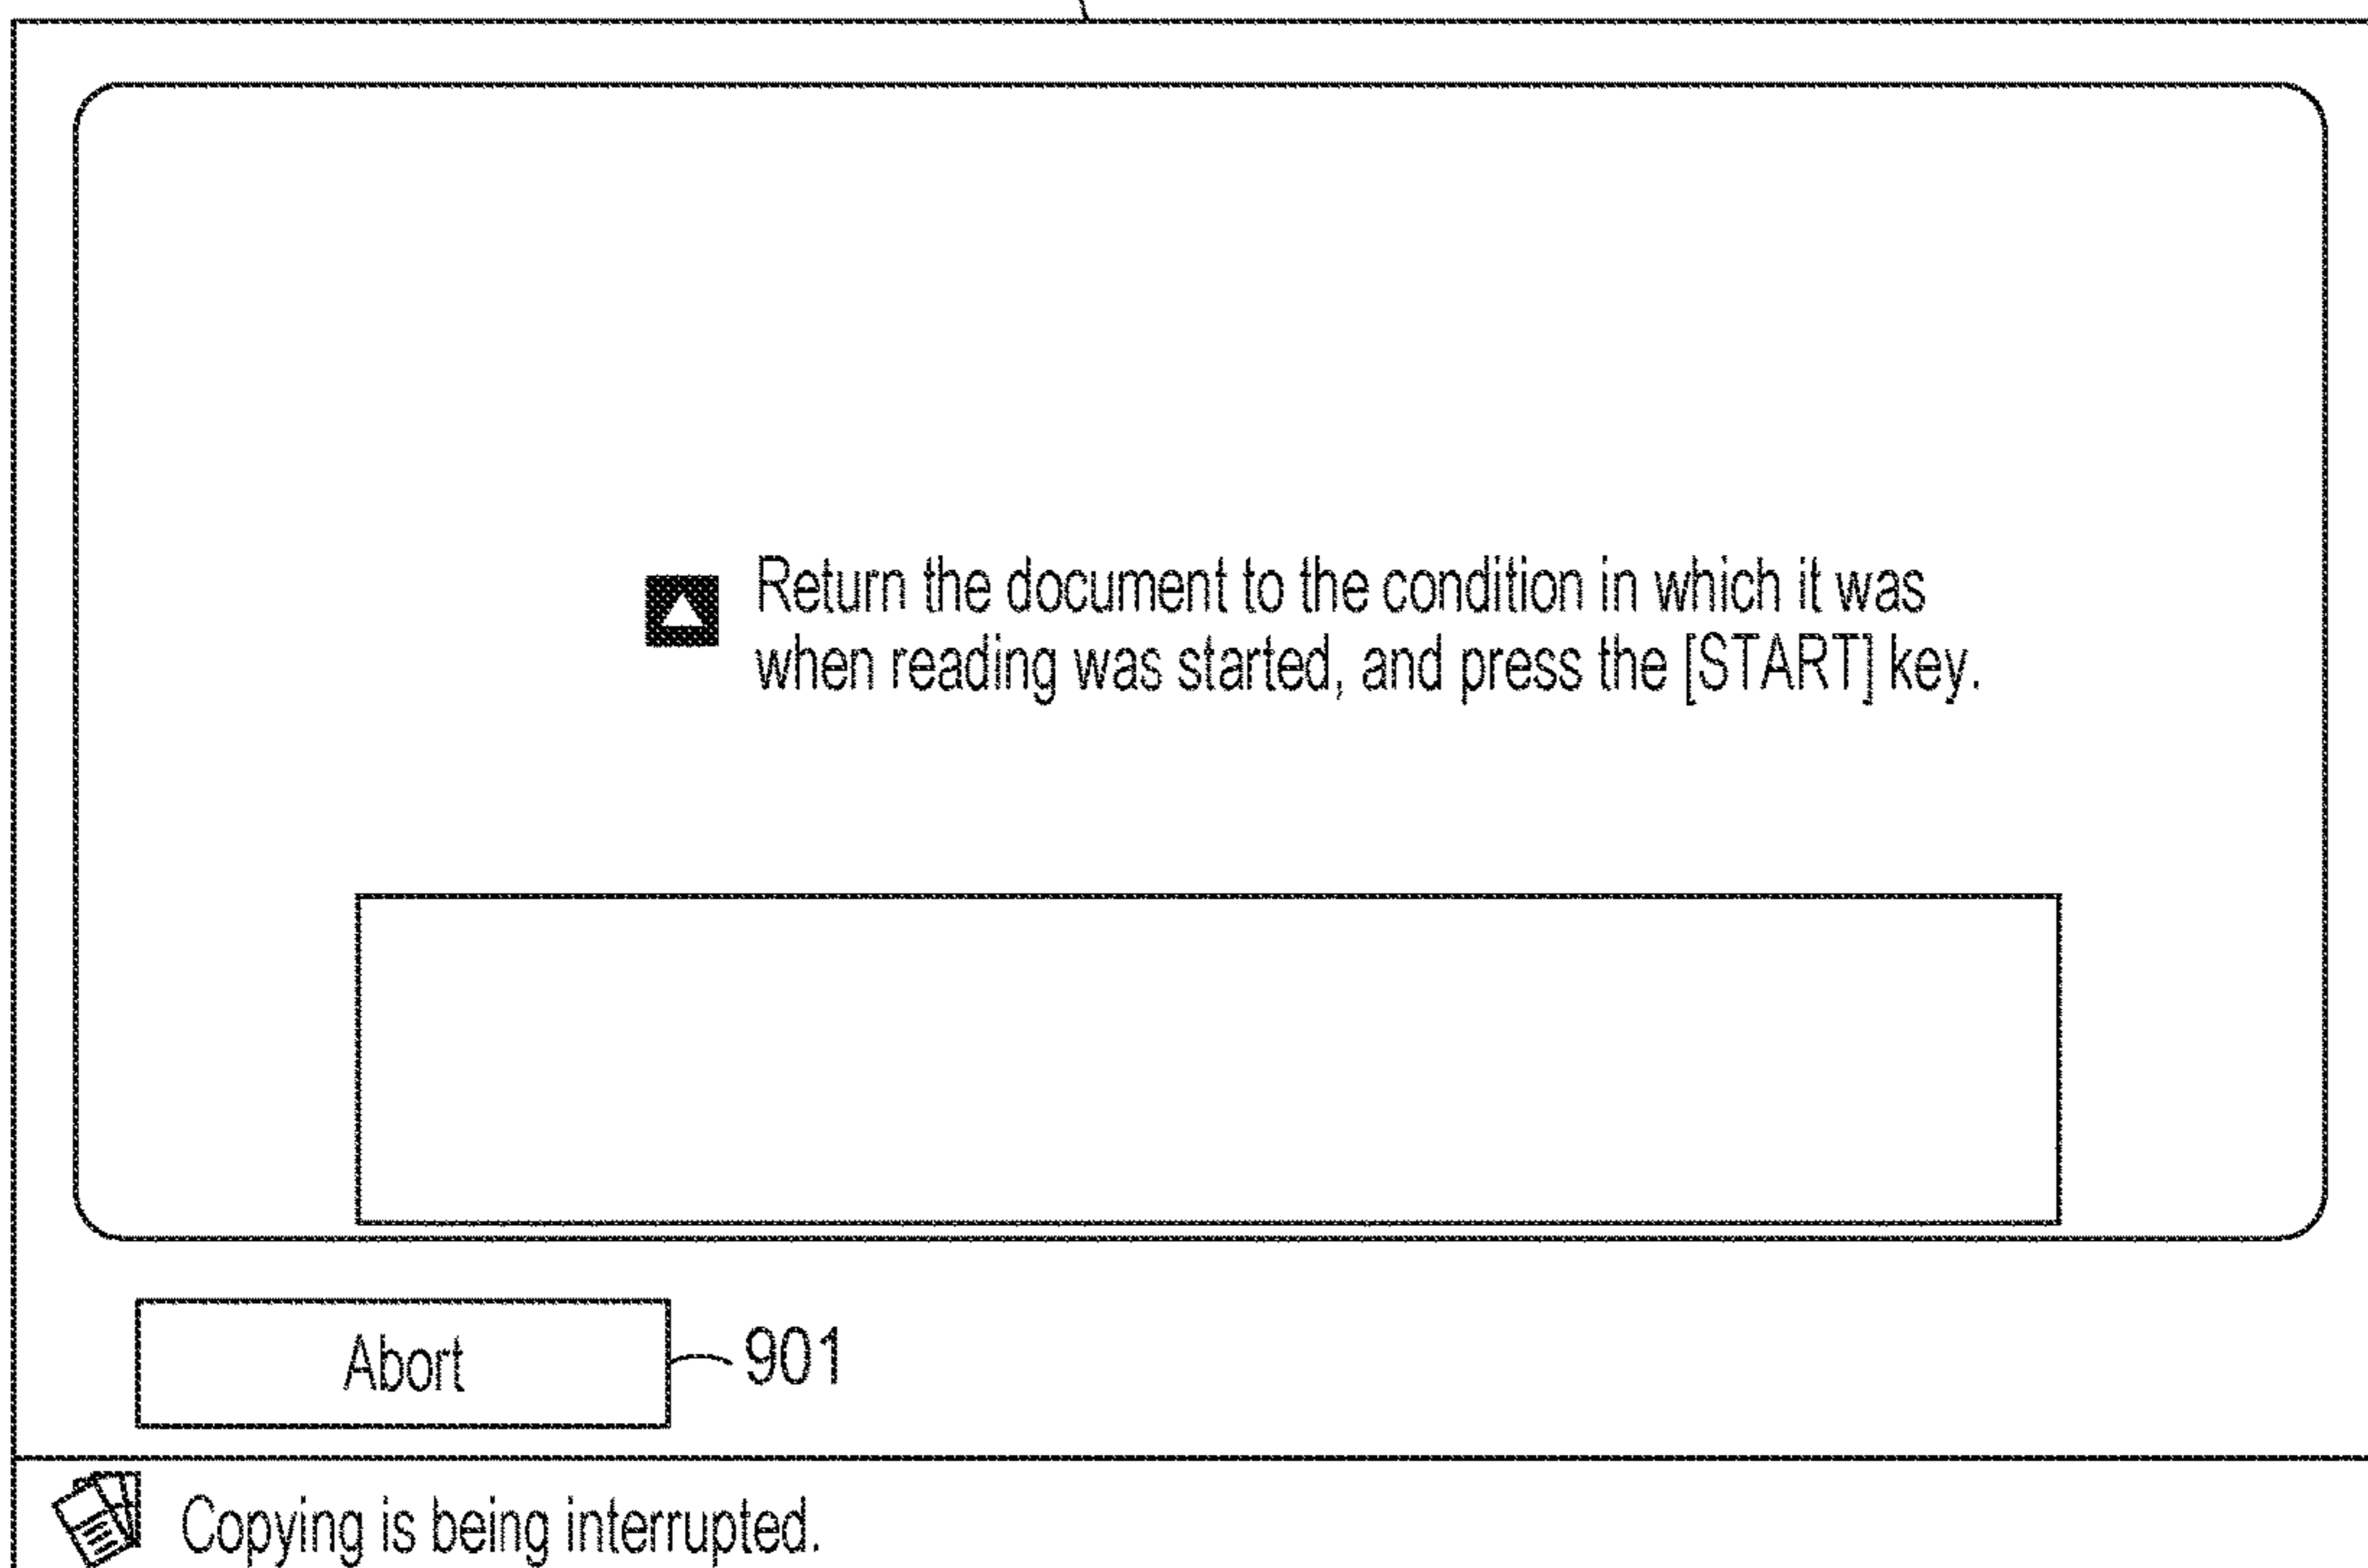 Return the document to the condition in which it was
when reading was started, and press the [START] key.
Abort
901
Copying is being interrupted.